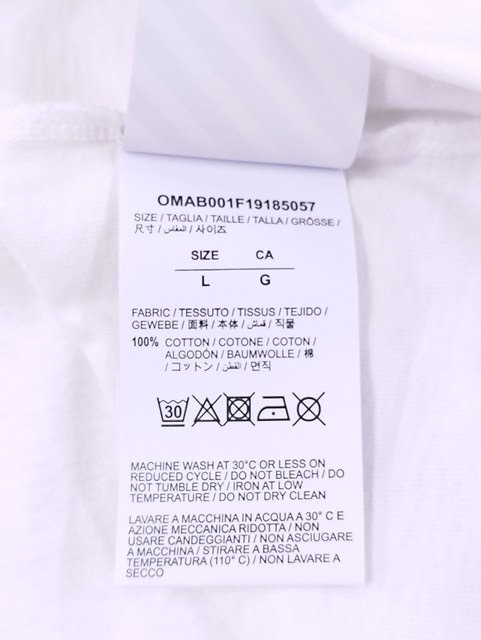 OMAB001F19185057
SIZE / TAGLIA / TAILLE / TALLA / GRÖSSE /
尺寸 / المقاس / 사이즈
SIZE CA
L G
FABRIC / TESSUTO / TISSUS / TEJIDO /
GEWEBE / 面料 / 本体 / قماش / 직물
100% COTTON / COTONE / COTON /
ALGODÓN / BAUMWOLLE / 棉
/ コットン / القطن / 면직
30
MACHINE WASH AT 30°C OR LESS ON
REDUCED CYCLE / DO NOT BLEACH / DO
NOT TUMBLE DRY / IRON AT LOW
TEMPERATURE / DO NOT DRY CLEAN
LAVARE A MACCHINA IN ACQUA A 30° C E
AZIONE MECCANICA RIDOTTA / NON
USARE CANDEGGIANTI / NON ASCIUGARE
A MACCHINA / STIRARE A BASSA
TEMPERATURA (110° C) / NON LAVARE A
SECCO